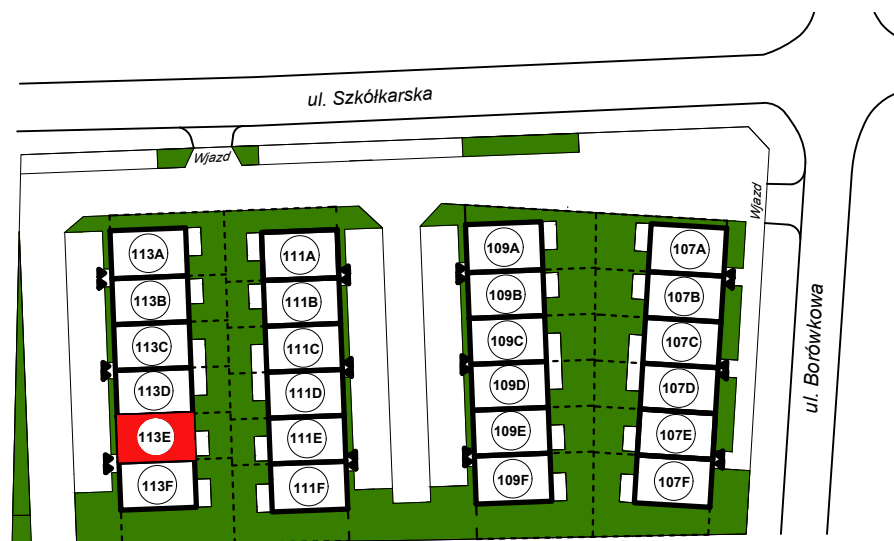 ul. Szkółkarska
Wjazd
Wjazd
ul. Borówkowa
113A
113B
113C
113D
113E
113F
111A
111B
111C
111D
111E
111F
109A
109B
109C
109D
109E
109F
107A
107B
107C
107D
107E
107F